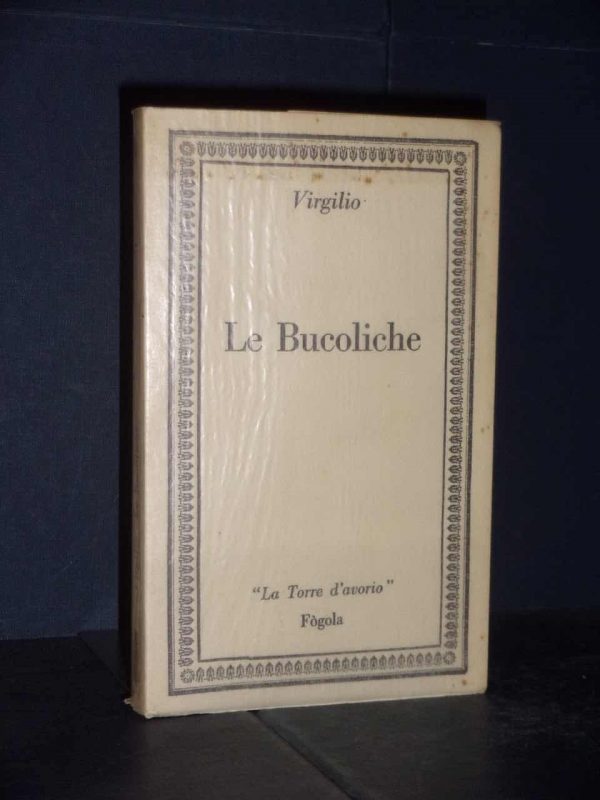 Virgilio
Le Bucoliche
"La Torre d'avorio"
Fògola